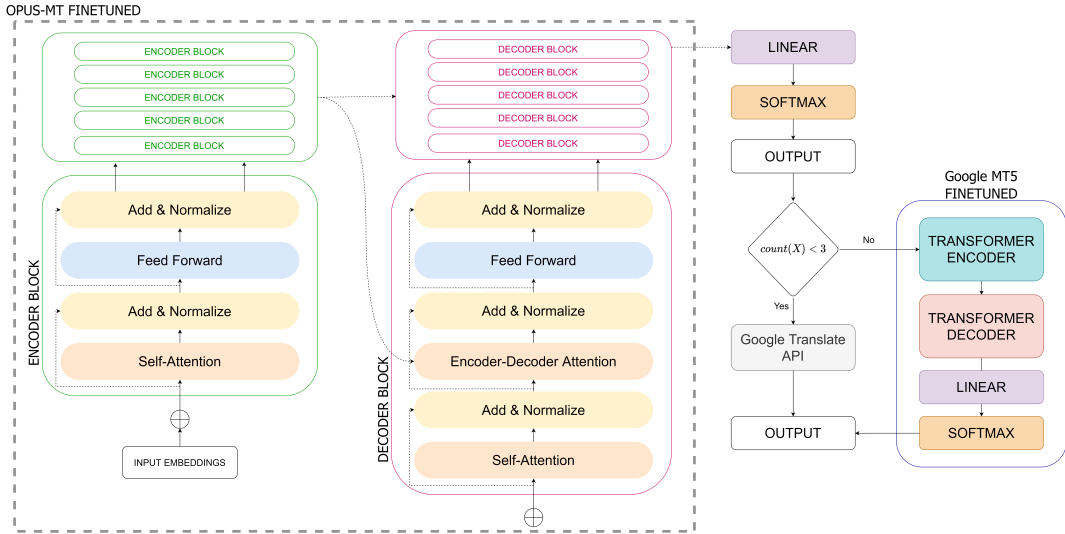 OPUS-MT FINETUNED
ENCODER BLOCK
ENCODER BLOCK
ENCODER BLOCK
ENCODER BLOCK
ENCODER BLOCK
ENCODER BLOCK
Add & Normalize
Feed Forward
Add & Normalize
Self-Attention
INPUT EMBEDDINGS
DECODER BLOCK
DECODER BLOCK
DECODER BLOCK
DECODER BLOCK
DECODER BLOCK
DECODER BLOCK
Add & Normalize
Feed Forward
Add & Normalize
Encoder-Decoder Attention
Add & Normalize
Self-Attention
LINEAR
SOFTMAX
OUTPUT
count(X) < 3
No
Yes
Google Translate
API
OUTPUT
Google MT5
FINETUNED
TRANSFORMER
ENCODER
TRANSFORMER
DECODER
LINEAR
SOFTMAX